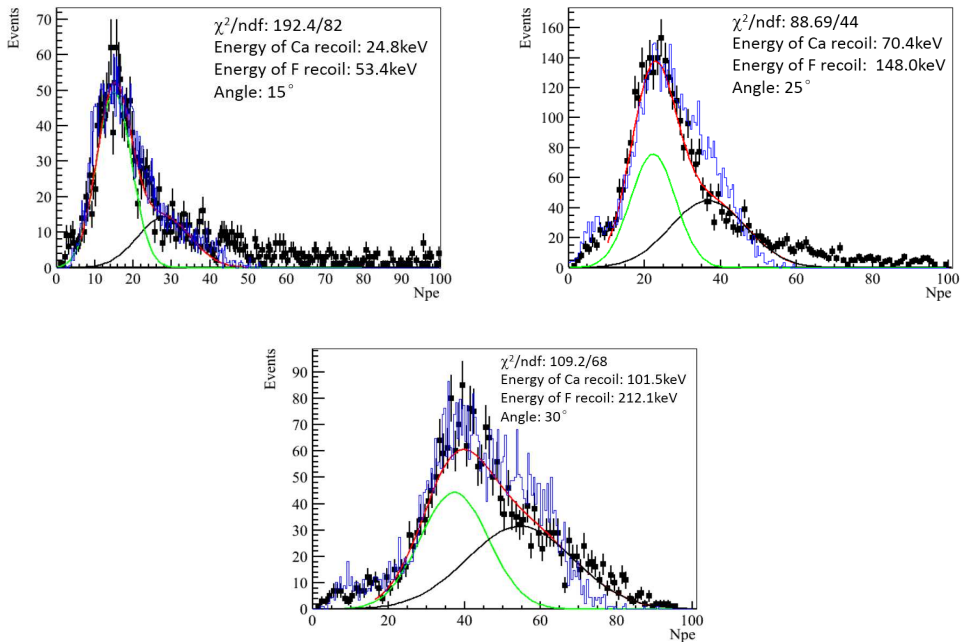 Events
70
60
50
40
30
20
10
0
χ²/ndf: 192.4/82
Energy of Ca recoil: 24.8keV
Energy of F recoil: 53.4keV
Angle: 15°
0 10 20 30 40 50 60 70 80 90 100
Npe
Events
160
140
120
100
80
60
40
20
0
χ²/ndf: 88.69/44
Energy of Ca recoil: 70.4keV
Energy of F recoil: 148.0keV
Angle: 25°
0 20 40 60 80 100
Npe
Events
90
80
70
60
50
40
30
20
10
0
χ²/ndf: 109.2/68
Energy of Ca recoil: 101.5keV
Energy of F recoil: 212.1keV
Angle: 30°
0 20 40 60 80 100
Npe